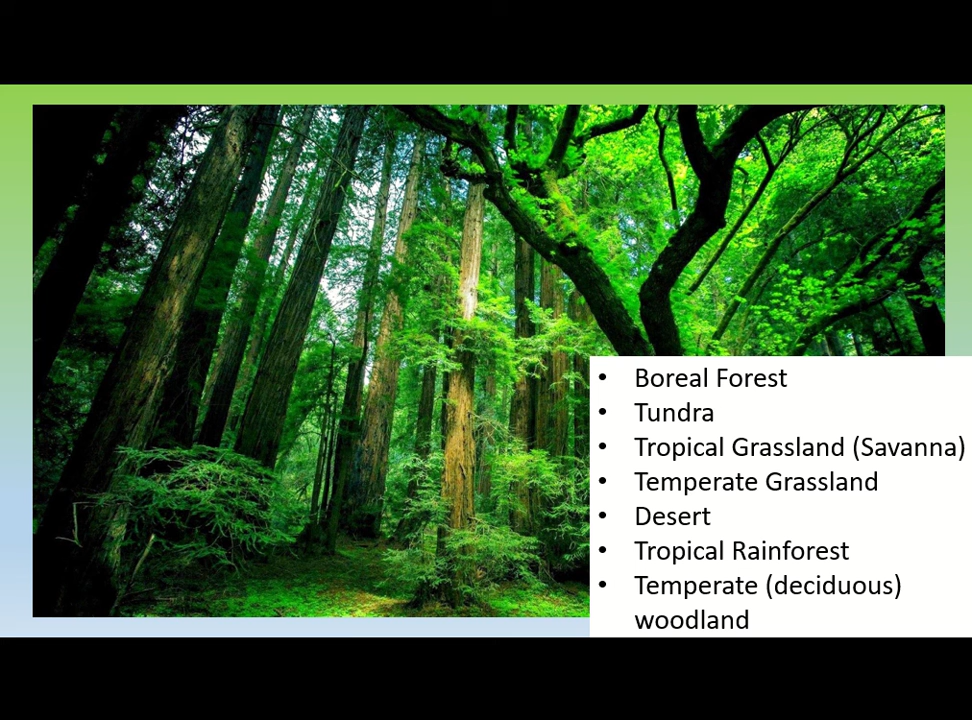 • Boreal Forest
• Tundra
• Tropical Grassland (Savanna)
• Temperate Grassland
• Desert
• Tropical Rainforest
• Temperate (deciduous)
woodland